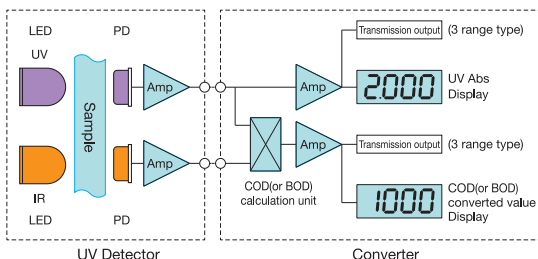 LED
PD
UV
Sample
Amp
Amp
IR
LED
PD
UV Detector
Amp
Transmission output
(3 range type)
2.000
UV Abs
Display
COD(or BOD)
calculation unit
Amp
Transmission output
(3 range type)
1000
COD(or BOD)
converted value
Display
Converter